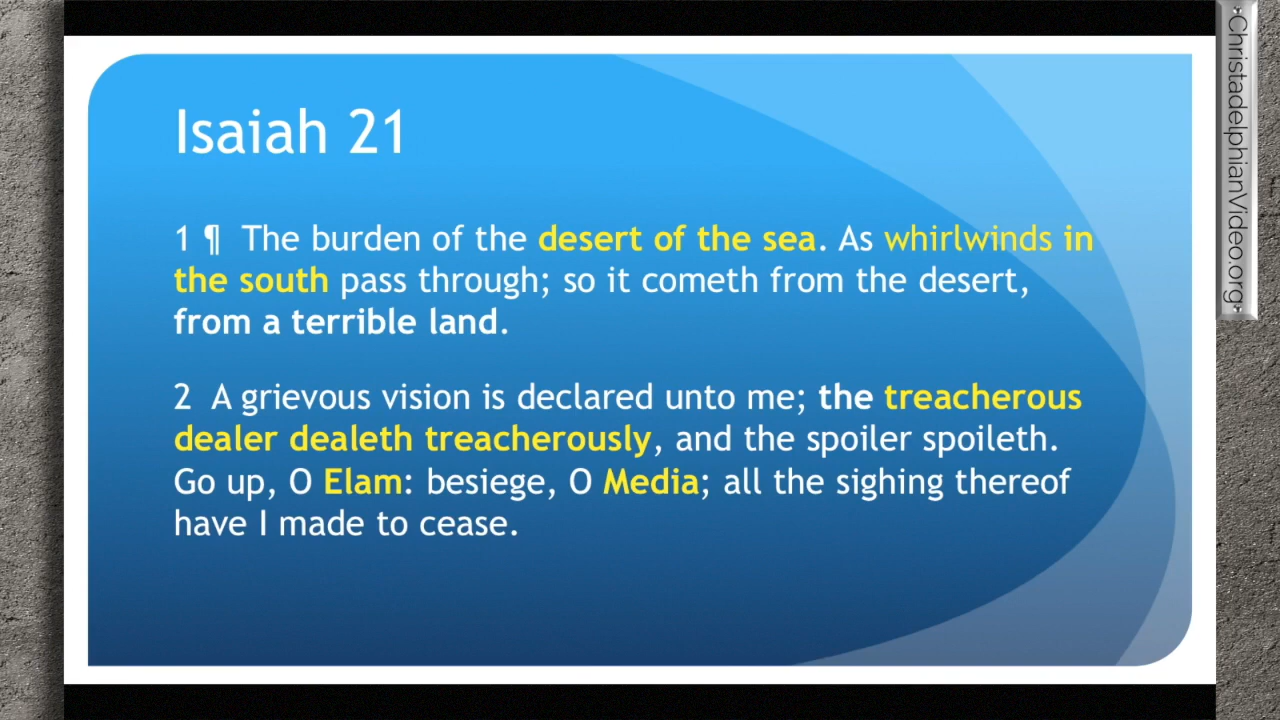 Isaiah 21
1 ¶ The burden of the desert of the sea. As whirlwinds in
the south pass through; so it cometh from the desert,
from a terrible land.
2 A grievous vision is declared unto me; the treacherous
dealer dealeth treacherously, and the spoiler spoileth.
Go up, O Elam: besiege, O Media; all the sighing thereof
have I made to cease.
ChristadelphianVideo.org